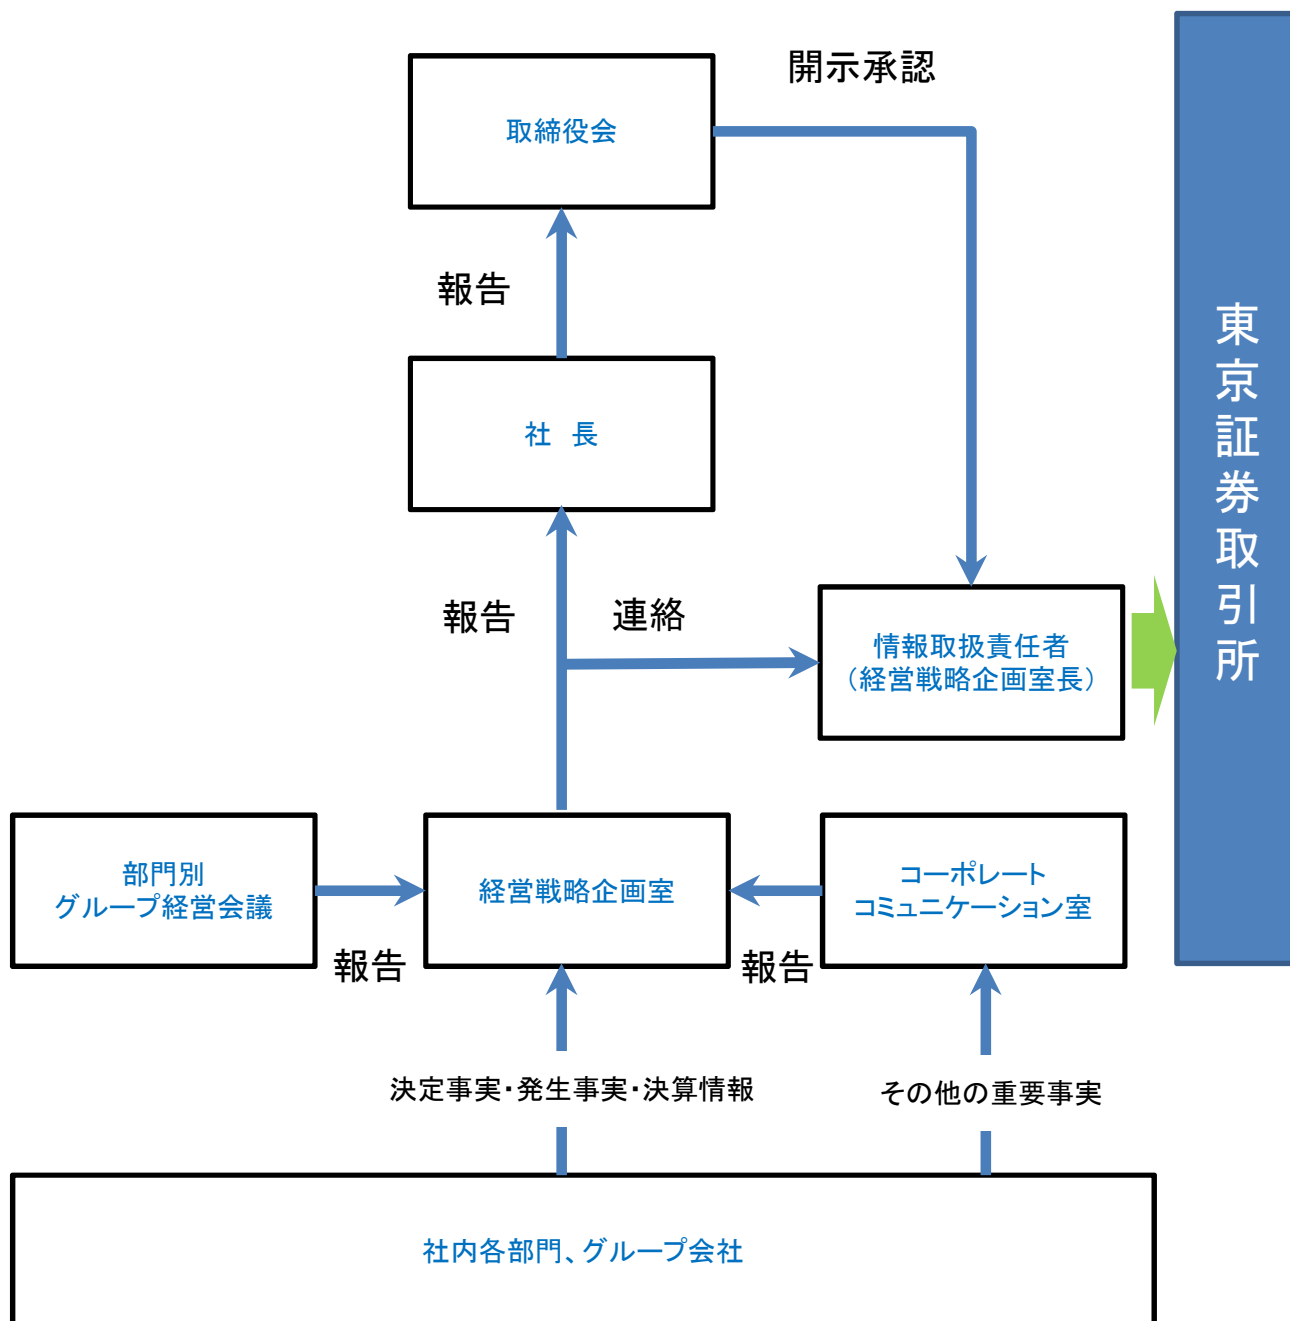 開示承認
取締役会
報告
社 長
報告
連絡
情報取扱責任者
（経営戦略企画室長）
東京証券取引所
部門別
グループ経営会議
経営戦略企画室
コーポレート
コミュニケーション室
報告
報告
決定事実・発生事実・決算情報
その他の重要事実
社内各部門、グループ会社